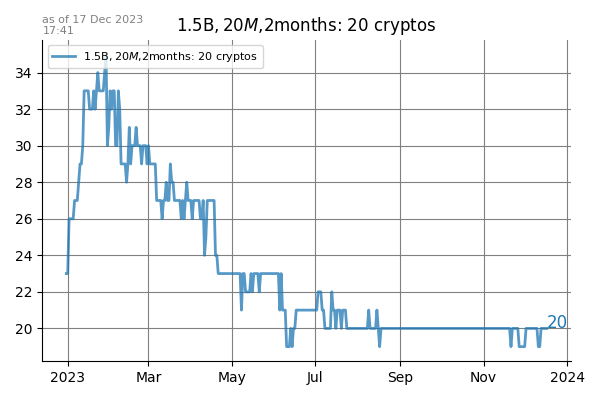 as of 17 Dec 2023
17:41
1.5B, 20M,2months: 20 cryptos
1.5B, 20M,2months: 20 cryptos
34
32
30
28
26
24
22
20
20
2023
Mar
May
Jul
Sep
Nov
2024